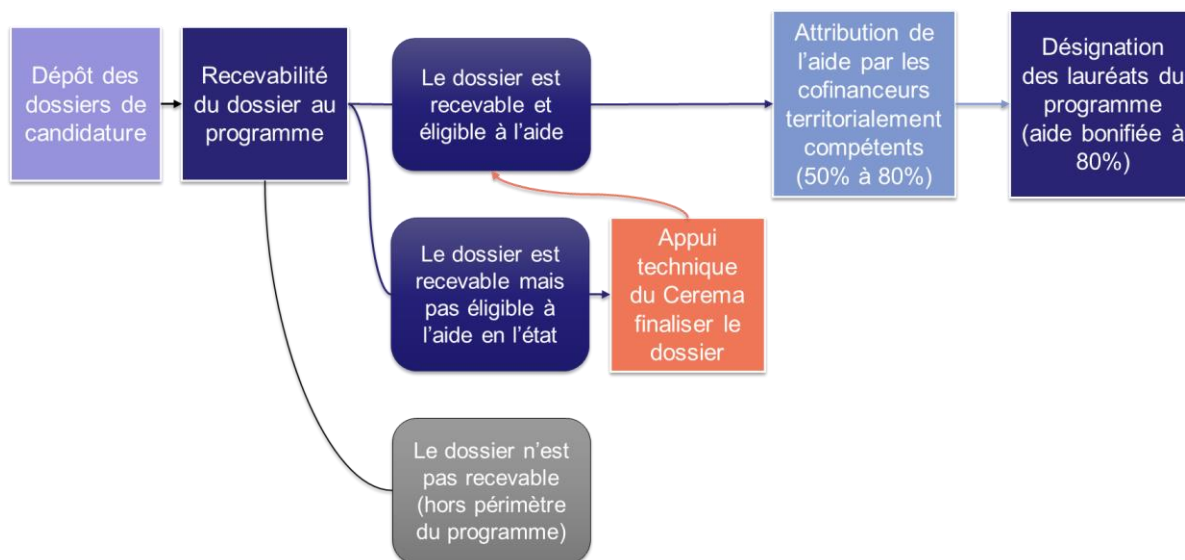 Dépôt des
dossiers de
candidature
Recevabilité
du dossier au
programme
Le dossier est
recevable et
éligible à l’aide
Attribution de
l’aide par les
cofinanceurs
territorialement
compétents
(50% à 80%)
Désignation
des lauréats du
programme
(aide bonifiée à
80%)
Le dossier est
recevable mais
pas éligible à
l’aide en l’état
Appui
technique
du Cerema
finaliser le
dossier
Le dossier n’est
pas recevable
(hors périmètre
du programme)